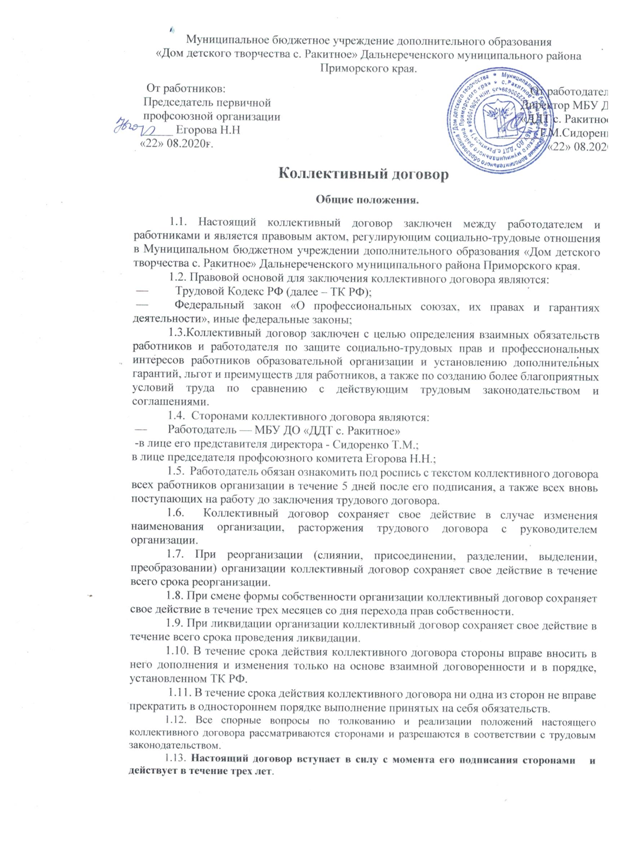 Муниципальное бюджетное учреждение дополнительного образования
«Дом детского творчества с. Ракитное» Дальнереченского муниципального района
Приморского края.
От работников:
Председатель первичной
профсоюзной организации
Егорова Н.Н
«22» 08.2020г.
От работодател
Директор МБУ Д
«ДДТ с. Ракитное
Т.М.Сидорен
«22» 08.202
Коллективный договор
Общие положения.
1.1. Настоящий коллективный договор заключен между работодателем и
работниками и является правовым актом, регулирующим социально-трудовые отношения
в Муниципальном бюджетном учреждении дополнительного образования «Дом детского
творчества с. Ракитное» Дальнереченского муниципального района Приморского края.
1.2. Правовой основой для заключения коллективного договора являются:
— Трудовой Кодекс РФ (далее – ТК РФ);
— Федеральный закон «О профессиональных союзах, их правах и гарантиях
деятельности», иные федеральные законы;
1.3.Коллективный договор заключен с целью определения взаимных обязательств
работников и работодателя по защите социально-трудовых прав и профессиональных
интересов работников образовательной организации и установлению дополнительных
гарантий, льгот и преимуществ для работников, а также по созданию более благоприятных
условий труда по сравнению с действующим трудовым законодательством и
соглашениями.
1.4. Сторонами коллективного договора являются:
— Работодатель — МБУ ДО «ДДТ с. Ракитное»
-в лице его представителя директора - Сидоренко Т.М.;
в лице председателя профсоюзного комитета Егорова Н.Н.;
1.5. Работодатель обязан ознакомить под роспись с текстом коллективного договора
всех работников организации в течение 5 дней после его подписания, а также всех вновь
поступающих на работу до заключения трудового договора.
1.6. Коллективный договор сохраняет свое действие в случае изменения
наименования организации, расторжения трудового договора с руководителем
организации.
1.7. При реорганизации (слиянии, присоединении, разделении, выделении,
преобразовании) организации коллективный договор сохраняет свое действие в течение
всего срока реорганизации.
1.8. При смене формы собственности организации коллективный договор сохраняет
свое действие в течение трех месяцев со дня перехода прав собственности.
1.9. При ликвидации организации коллективный договор сохраняет свое действие в
течение всего срока проведения ликвидации.
1.10. В течение срока действия коллективного договора стороны вправе вносить в
него дополнения и изменения только на основе взаимной договоренности и в порядке,
установленном ТК РФ.
1.11. В течение срока действия коллективного договора ни одна из сторон не вправе
прекратить в одностороннем порядке выполнение принятых на себя обязательств.
1.12. Все спорные вопросы по толкованию и реализации положений настоящего
коллективного договора рассматриваются сторонами и разрешаются в соответствии с трудовым
законодательством.
1.13. Настоящий договор вступает в силу с момента его подписания сторонами и
действует в течение трех лет.